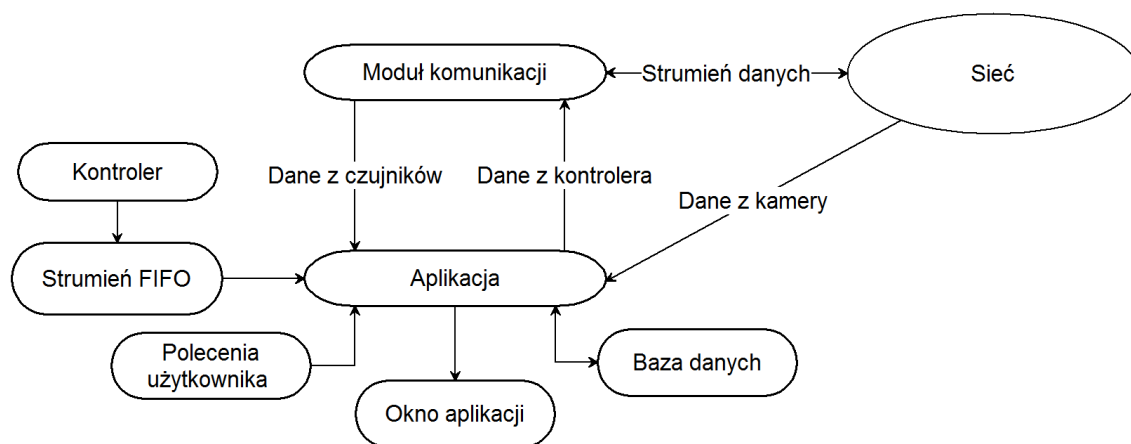 Moduł komunikacji
Strumień danych
Sieć
Kontroler
Dane z czujników
Dane z kontrolera
Dane z kamery
Strumień FIFO
Aplikacja
Polecenia
użytkownika
Baza danych
Okno aplikacji